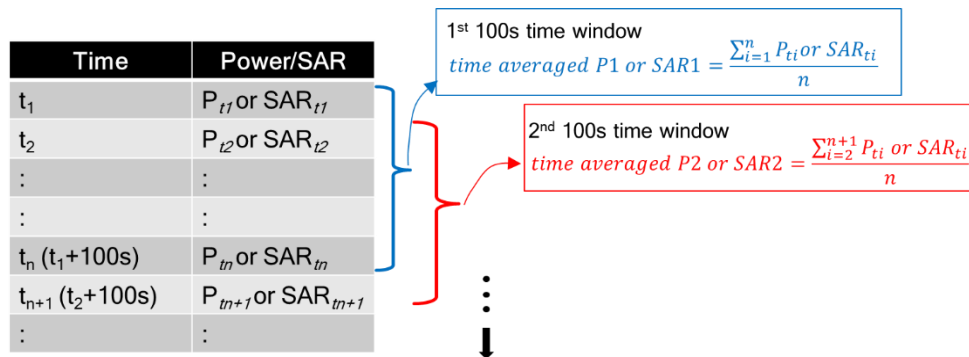 1st 100s time window
time averaged P1 or SAR1 = ∑ⁿᵢ₌₁ Pti or SARti / n
Time Power/SAR
t1 Pt1 or SARt1
t2 Pt2 or SARt2
: :
: :
tn (t1+100s) Ptn or SARtn
tn+1 (t2+100s) Ptn+1 or SARtn+1
: :
2nd 100s time window
time averaged P2 or SAR2 = ∑ⁿ⁺¹ᵢ₌₂ Pti or SARti / n